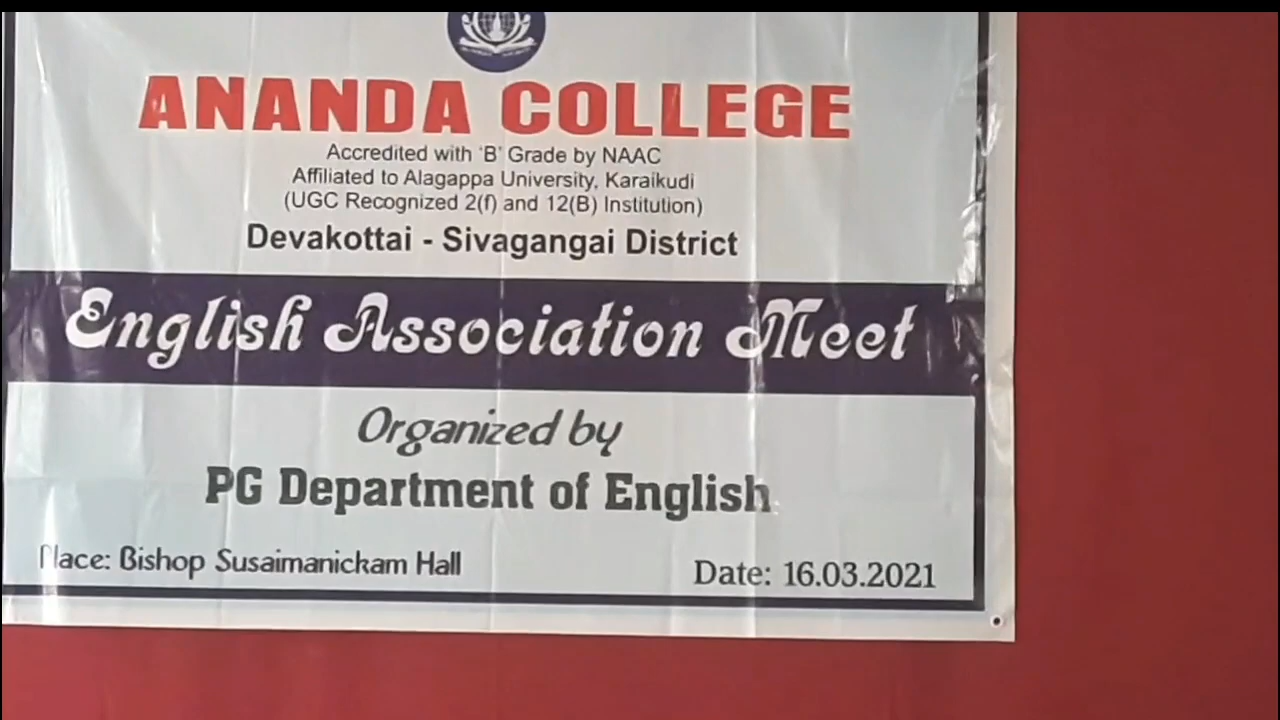 ANANDA COLLEGE
Accredited with 'B' Grade by NAAC
Affiliated to Alagappa University, Karaikudi
(UGC Recognized 2(f) and 12(B) Institution)
Devakottai - Sivagangai District
English Association Meet
Organized by
PG Department of English
Place: Bishop Susaimanickam Hall
Date: 16.03.2021